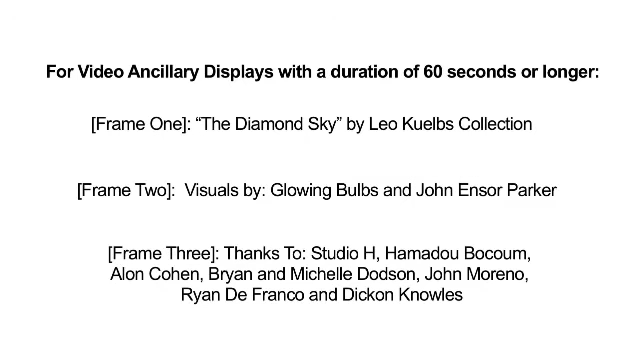 For Video Ancillary Displays with a duration of 60 seconds or longer:
[Frame One]: “The Diamond Sky” by Leo Kuelbs Collection
[Frame Two]:  Visuals by: Glowing Bulbs and John Ensor Parker
[Frame Three]: Thanks To: Studio H, Hamadou Bocoum,
Alon Cohen, Bryan and Michelle Dodson, John Moreno,
Ryan De Franco and Dickon Knowles